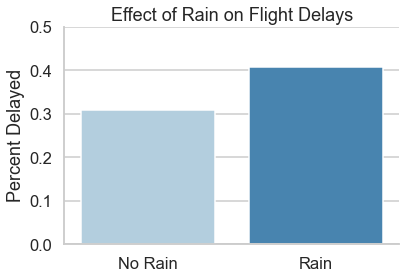 Effect of Rain on Flight Delays
Percent Delayed
0.5
0.4
0.3
0.2
0.1
0.0
No Rain
Rain